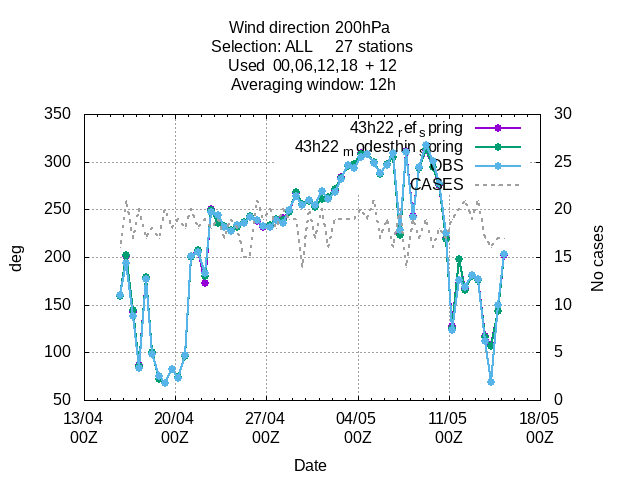 Wind direction 200hPa
Selection: ALL 27 stations
Used 00,06,12,18 + 12
Averaging window: 12h
43h22 ref spring
43h22 modesthin spring
OBS
CASES
deg
350
300
250
200
150
100
50
30
25
20
15
10
5
0
No cases
13/04 20/04 27/04 04/05 11/05 18/05
00Z 00Z 00Z 00Z 00Z 00Z
Date